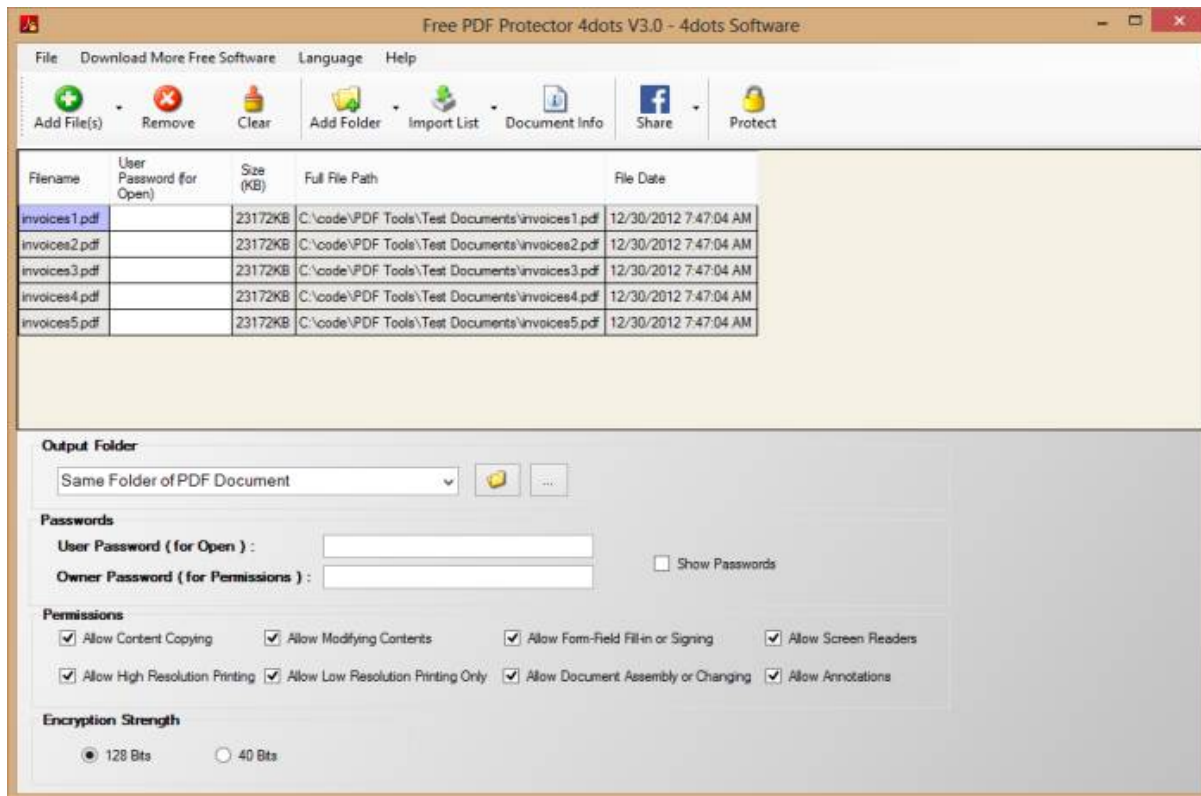 Free PDF Protector 4dots V3.0 - 4dots Software
File Download More Free Software Language Help
Add File(s) Remove Clear Add Folder Import List Document Info Share Protect
Filename User Password (for Open) Size (KB) Full File Path File Date
invoices1.pdf 23172KB C:\code\PDF Tools\Test Documents\invoices1.pdf 12/30/2012 7:47:04 AM
invoices2.pdf 23172KB C:\code\PDF Tools\Test Documents\invoices2.pdf 12/30/2012 7:47:04 AM
invoices3.pdf 23172KB C:\code\PDF Tools\Test Documents\invoices3.pdf 12/30/2012 7:47:04 AM
invoices4.pdf 23172KB C:\code\PDF Tools\Test Documents\invoices4.pdf 12/30/2012 7:47:04 AM
invoices5.pdf 23172KB C:\code\PDF Tools\Test Documents\invoices5.pdf 12/30/2012 7:47:04 AM
Output Folder
Same Folder of PDF Document ...
Passwords
User Password ( for Open ) :
Show Passwords
Owner Password ( for Permissions ) :
Permissions
Allow Content Copying Allow Modifying Contents Allow Form-Field Fill-in or Signing Allow Screen Readers
Allow High Resolution Printing Allow Low Resolution Printing Only Allow Document Assembly or Changing Allow Annotations
Encryption Strength
128 Bits 40 Bits